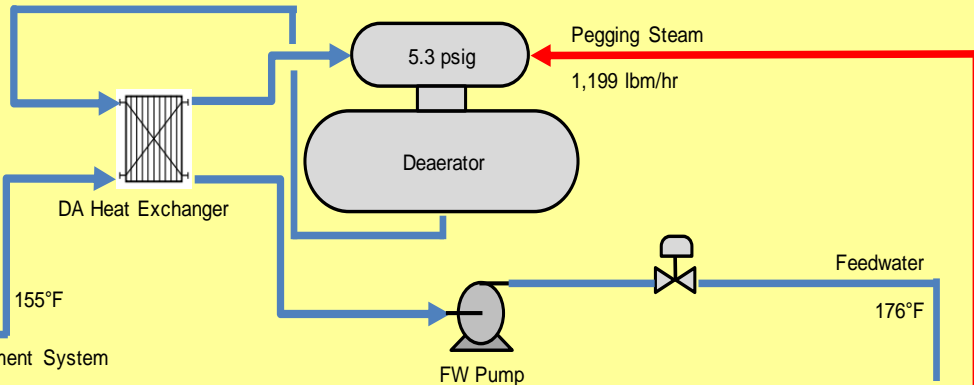 Pegging Steam
5.3 psig
1,199 lbm/hr
Deaerator
DA Heat Exchanger
Feedwater
155°F
176°F
ment System
FW Pump